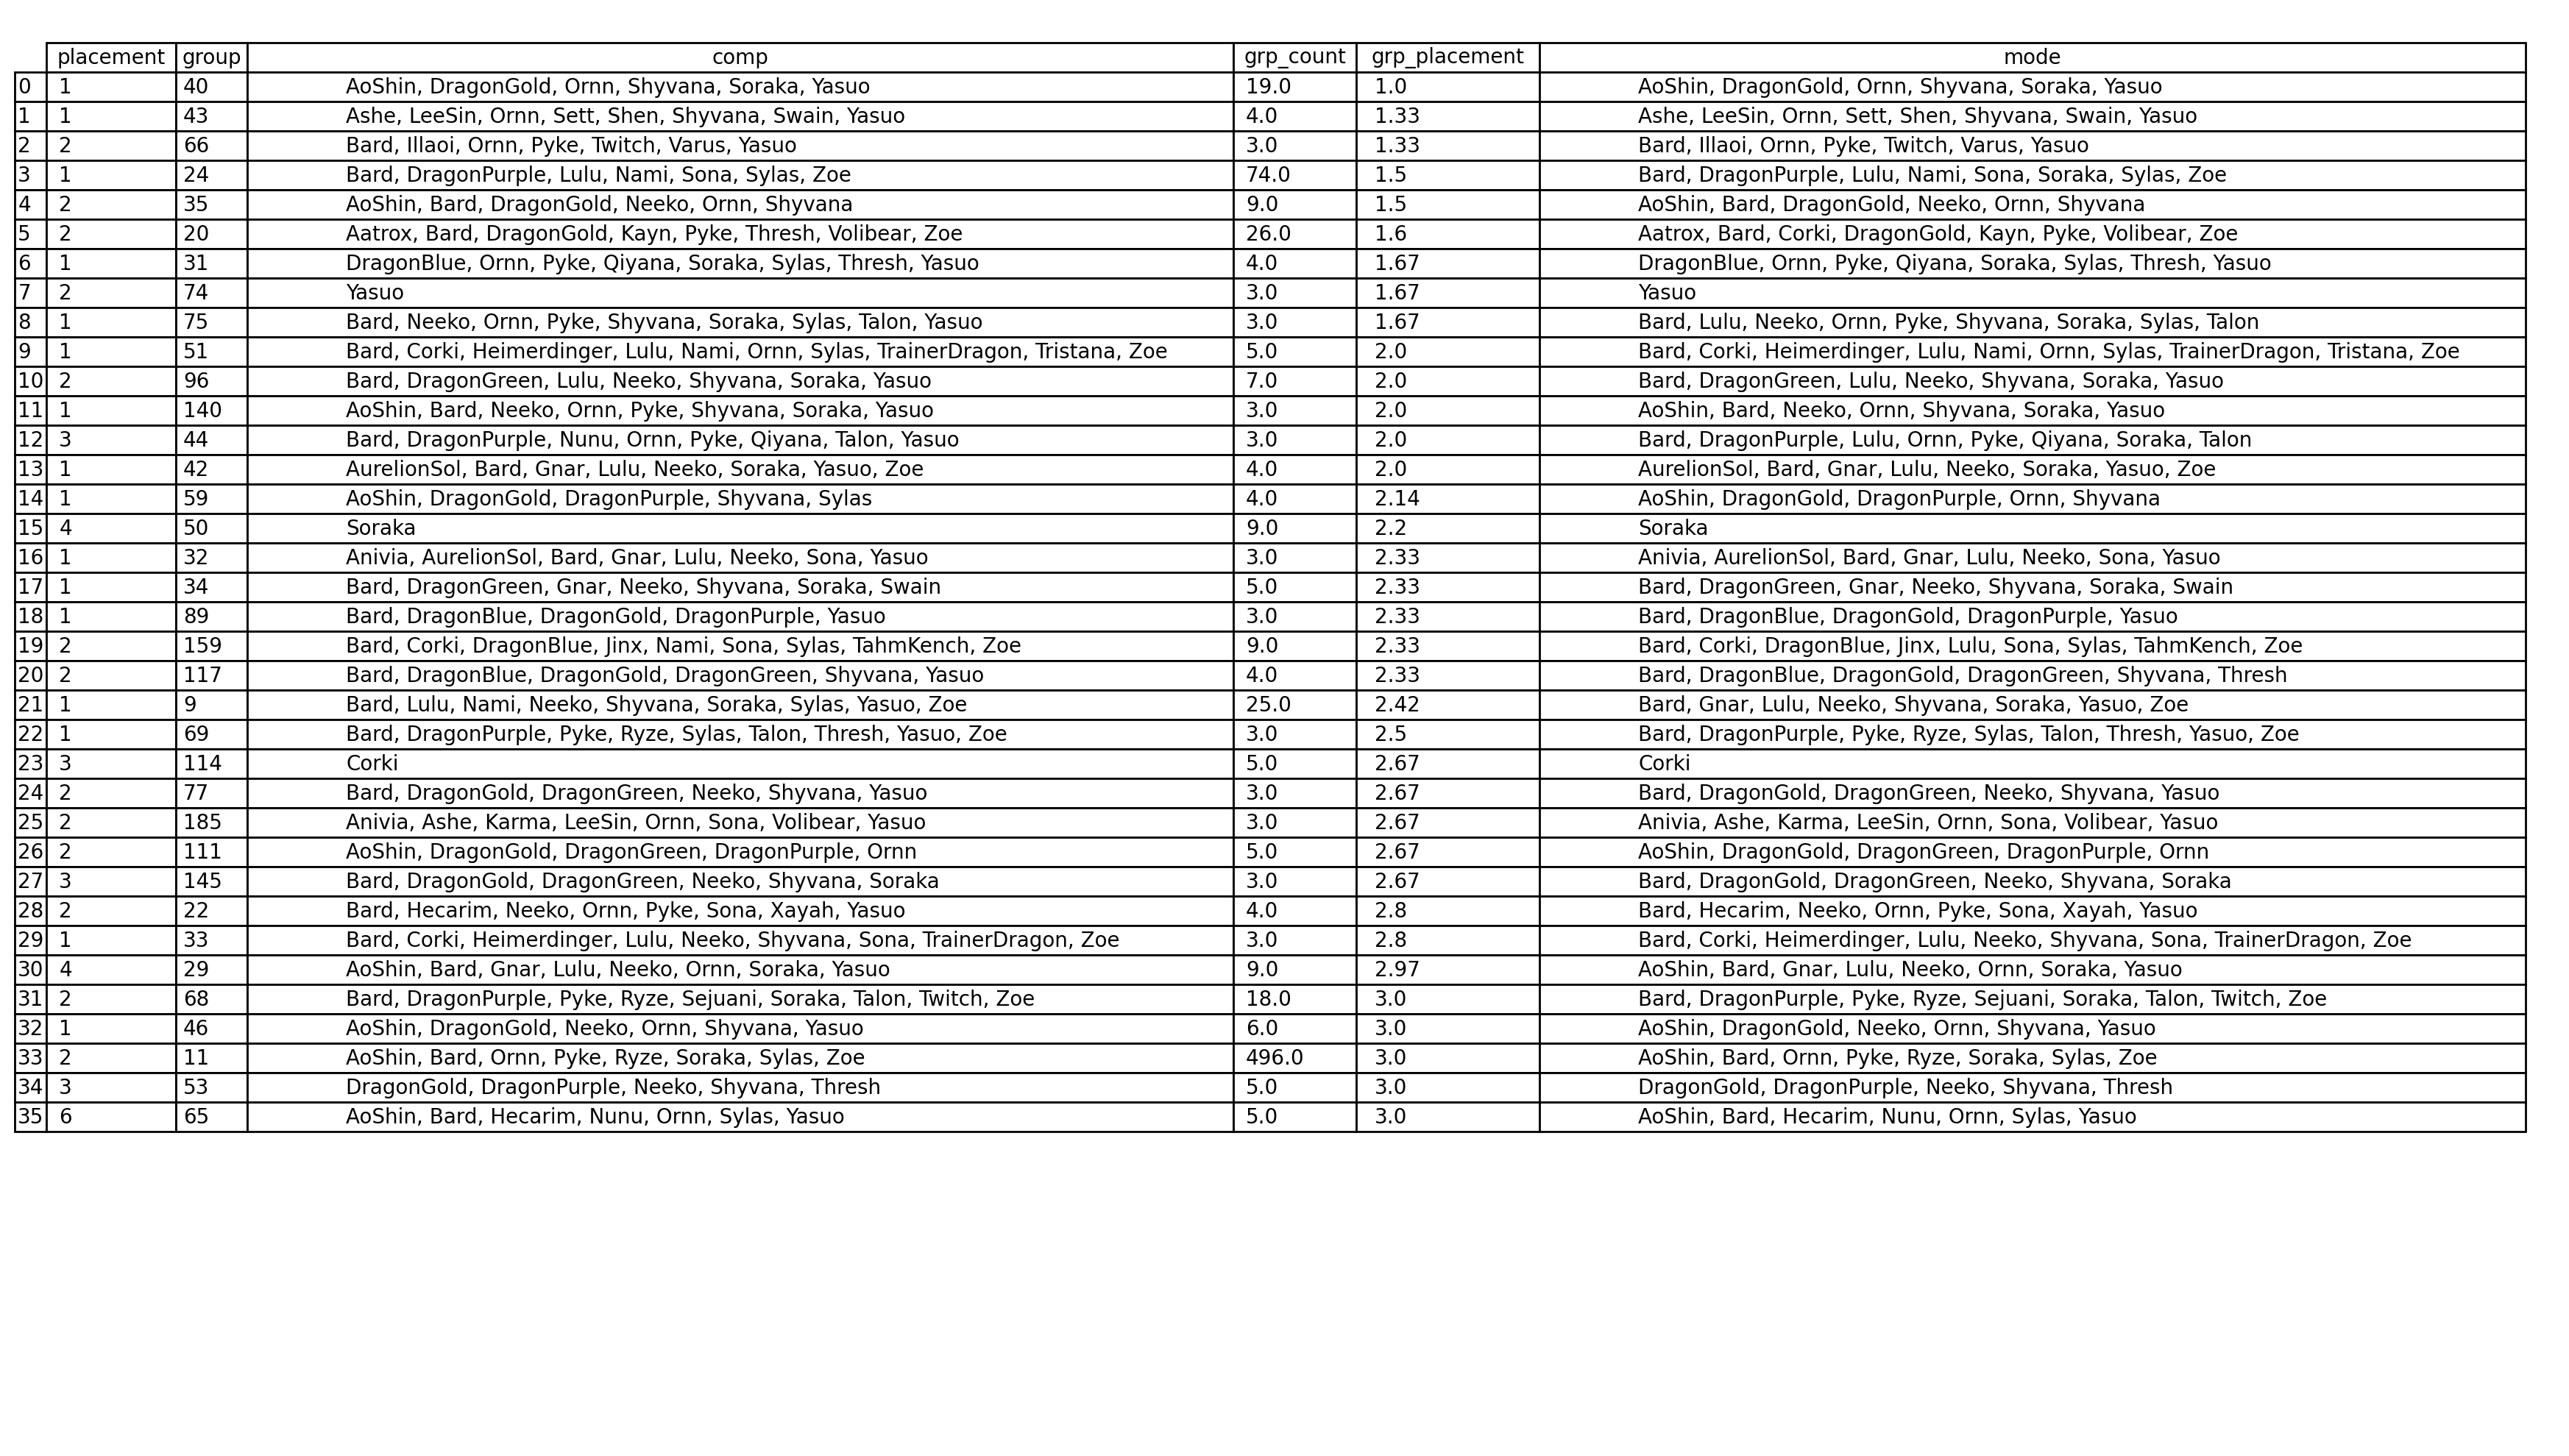 placement group comp grp_count grp_placement mode
0 1 40 AoShin, DragonGold, Ornn, Shyvana, Soraka, Yasuo 19.0 1.0 AoShin, DragonGold, Ornn, Shyvana, Soraka, Yasuo
1 1 43 Ashe, LeeSin, Ornn, Sett, Shen, Shyvana, Swain, Yasuo 4.0 1.33 Ashe, LeeSin, Ornn, Sett, Shen, Shyvana, Swain, Yasuo
2 2 66 Bard, Illaoi, Ornn, Pyke, Twitch, Varus, Yasuo 3.0 1.33 Bard, Illaoi, Ornn, Pyke, Twitch, Varus, Yasuo
3 1 24 Bard, DragonPurple, Lulu, Nami, Sona, Sylas, Zoe 74.0 1.5 Bard, DragonPurple, Lulu, Nami, Sona, Soraka, Sylas, Zoe
4 2 35 AoShin, Bard, DragonGold, Neeko, Ornn, Shyvana 9.0 1.5 AoShin, Bard, DragonGold, Neeko, Ornn, Shyvana
5 2 20 Aatrox, Bard, DragonGold, Kayn, Pyke, Thresh, Volibear, Zoe 26.0 1.6 Aatrox, Bard, Corki, DragonGold, Kayn, Pyke, Volibear, Zoe
6 1 31 DragonBlue, Ornn, Pyke, Qiyana, Soraka, Sylas, Thresh, Yasuo 4.0 1.67 DragonBlue, Ornn, Pyke, Qiyana, Soraka, Sylas, Thresh, Yasuo
7 2 74 Yasuo 3.0 1.67 Yasuo
8 1 75 Bard, Neeko, Ornn, Pyke, Shyvana, Soraka, Sylas, Talon, Yasuo 3.0 1.67 Bard, Lulu, Neeko, Ornn, Pyke, Shyvana, Soraka, Sylas, Talon
9 1 51 Bard, Corki, Heimerdinger, Lulu, Nami, Ornn, Sylas, TrainerDragon, Tristana, Zoe 5.0 2.0 Bard, Corki, Heimerdinger, Lulu, Nami, Ornn, Sylas, TrainerDragon, Tristana, Zoe
10 2 96 Bard, DragonGreen, Lulu, Neeko, Shyvana, Soraka, Yasuo 7.0 2.0 Bard, DragonGreen, Lulu, Neeko, Shyvana, Soraka, Yasuo
11 1 140 AoShin, Bard, Neeko, Ornn, Pyke, Shyvana, Soraka, Yasuo 3.0 2.0 AoShin, Bard, Neeko, Ornn, Shyvana, Soraka, Yasuo
12 3 44 Bard, DragonPurple, Nunu, Ornn, Pyke, Qiyana, Talon, Yasuo 3.0 2.0 Bard, DragonPurple, Lulu, Ornn, Pyke, Qiyana, Soraka, Talon
13 1 42 AurelionSol, Bard, Gnar, Lulu, Neeko, Soraka, Yasuo, Zoe 4.0 2.0 AurelionSol, Bard, Gnar, Lulu, Neeko, Soraka, Yasuo, Zoe
14 1 59 AoShin, DragonGold, DragonPurple, Shyvana, Sylas 4.0 2.14 AoShin, DragonGold, DragonPurple, Ornn, Shyvana
15 4 50 Soraka 9.0 2.2 Soraka
16 1 32 Anivia, AurelionSol, Bard, Gnar, Lulu, Neeko, Sona, Yasuo 3.0 2.33 Anivia, AurelionSol, Bard, Gnar, Lulu, Neeko, Sona, Yasuo
17 1 34 Bard, DragonGreen, Gnar, Neeko, Shyvana, Soraka, Swain 5.0 2.33 Bard, DragonGreen, Gnar, Neeko, Shyvana, Soraka, Swain
18 1 89 Bard, DragonBlue, DragonGold, DragonPurple, Yasuo 3.0 2.33 Bard, DragonBlue, DragonGold, DragonPurple, Yasuo
19 2 159 Bard, Corki, DragonBlue, Jinx, Nami, Sona, Sylas, TahmKench, Zoe 9.0 2.33 Bard, Corki, DragonBlue, Jinx, Lulu, Sona, Sylas, TahmKench, Zoe
20 2 117 Bard, DragonBlue, DragonGold, DragonGreen, Shyvana, Yasuo 4.0 2.33 Bard, DragonBlue, DragonGold, DragonGreen, Shyvana, Thresh
21 1 9 Bard, Lulu, Nami, Neeko, Shyvana, Soraka, Sylas, Yasuo, Zoe 25.0 2.42 Bard, Gnar, Lulu, Neeko, Shyvana, Soraka, Yasuo, Zoe
22 1 69 Bard, DragonPurple, Pyke, Ryze, Sylas, Talon, Thresh, Yasuo, Zoe 3.0 2.5 Bard, DragonPurple, Pyke, Ryze, Sylas, Talon, Thresh, Yasuo, Zoe
23 3 114 Corki 5.0 2.67 Corki
24 2 77 Bard, DragonGold, DragonGreen, Neeko, Shyvana, Yasuo 3.0 2.67 Bard, DragonGold, DragonGreen, Neeko, Shyvana, Yasuo
25 2 185 Anivia, Ashe, Karma, LeeSin, Ornn, Sona, Volibear, Yasuo 3.0 2.67 Anivia, Ashe, Karma, LeeSin, Ornn, Sona, Volibear, Yasuo
26 2 111 AoShin, DragonGold, DragonGreen, DragonPurple, Ornn 5.0 2.67 AoShin, DragonGold, DragonGreen, DragonPurple, Ornn
27 3 145 Bard, DragonGold, DragonGreen, Neeko, Shyvana, Soraka 3.0 2.67 Bard, DragonGold, DragonGreen, Neeko, Shyvana, Soraka
28 2 22 Bard, Hecarim, Neeko, Ornn, Pyke, Sona, Xayah, Yasuo 4.0 2.8 Bard, Hecarim, Neeko, Ornn, Pyke, Sona, Xayah, Yasuo
29 1 33 Bard, Corki, Heimerdinger, Lulu, Neeko, Shyvana, Sona, TrainerDragon, Zoe 3.0 2.8 Bard, Corki, Heimerdinger, Lulu, Neeko, Shyvana, Sona, TrainerDragon, Zoe
30 4 29 AoShin, Bard, Gnar, Lulu, Neeko, Ornn, Soraka, Yasuo 9.0 2.97 AoShin, Bard, Gnar, Lulu, Neeko, Ornn, Soraka, Yasuo
31 2 68 Bard, DragonPurple, Pyke, Ryze, Sejuani, Soraka, Talon, Twitch, Zoe 18.0 3.0 Bard, DragonPurple, Pyke, Ryze, Sejuani, Soraka, Talon, Twitch, Zoe
32 1 46 AoShin, DragonGold, Neeko, Ornn, Shyvana, Yasuo 6.0 3.0 AoShin, DragonGold, Neeko, Ornn, Shyvana, Yasuo
33 2 11 AoShin, Bard, Ornn, Pyke, Ryze, Soraka, Sylas, Zoe 496.0 3.0 AoShin, Bard, Ornn, Pyke, Ryze, Soraka, Sylas, Zoe
34 3 53 DragonGold, DragonPurple, Neeko, Shyvana, Thresh 5.0 3.0 DragonGold, DragonPurple, Neeko, Shyvana, Thresh
35 6 65 AoShin, Bard, Hecarim, Nunu, Ornn, Sylas, Yasuo 5.0 3.0 AoShin, Bard, Hecarim, Nunu, Ornn, Sylas, Yasuo